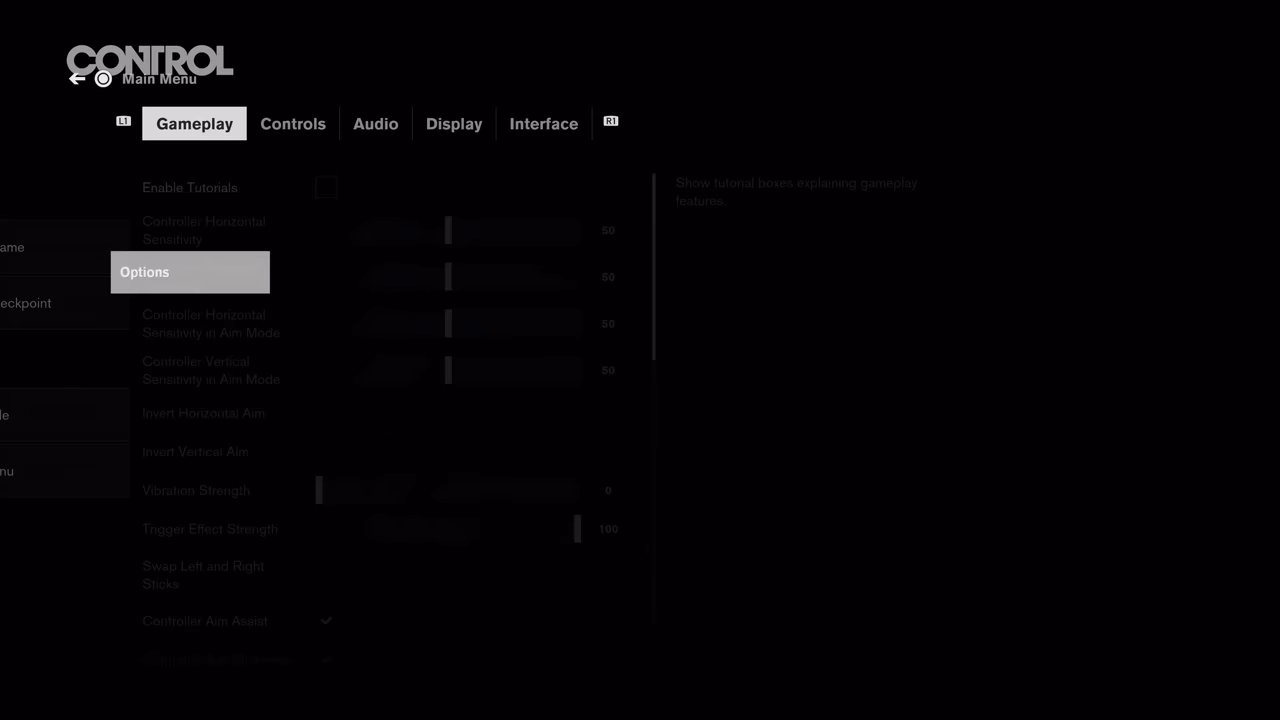 CONTROL
Main Menu
L1 Gameplay Controls Audio Display Interface R1
Enable Tutorials
Show tutorial boxes explaining gameplay
features.
Controller Horizontal
Sensitivity
50
ame
Options
50
eckpoint
Controller Horizontal
Sensitivity in Aim Mode
50
Controller Vertical
Sensitivity in Aim Mode
50
Invert Horizontal Aim
le
Invert Vertical Aim
nu
Vibration Strength
0
Trigger Effect Strength
100
Swap Left and Right
Sticks
Controller Aim Assist